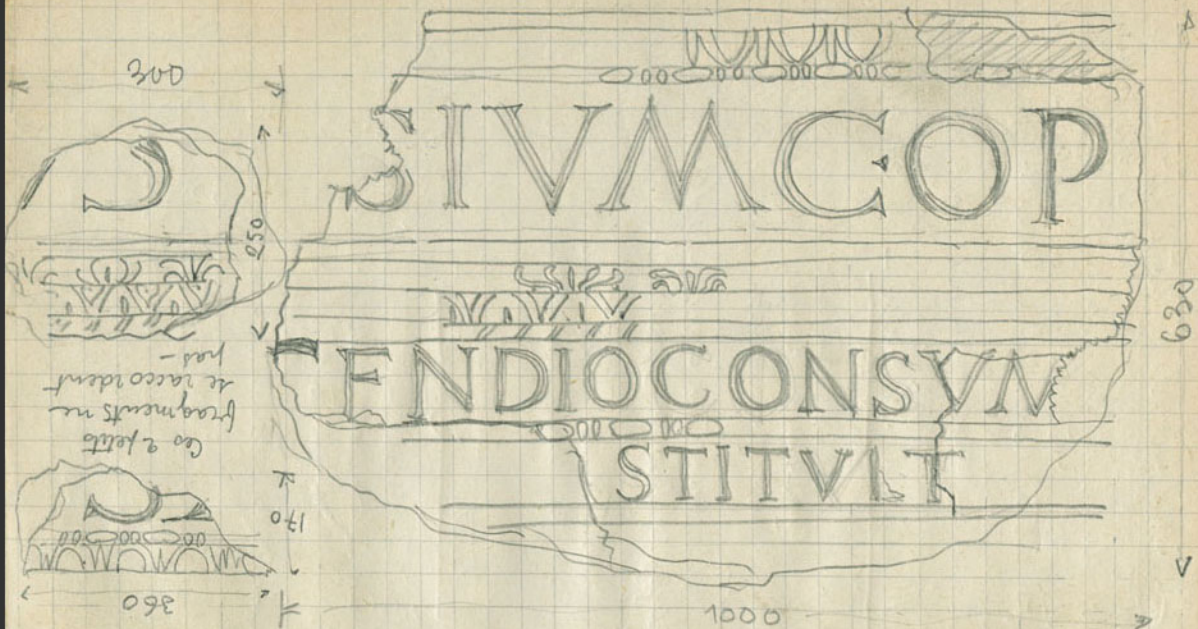 SIVMCOP
ENDIOCONSVM
STITVIT
630
1000
300
250
Ces 2 petits
fragments ne
se raccordent
pas -
170
360